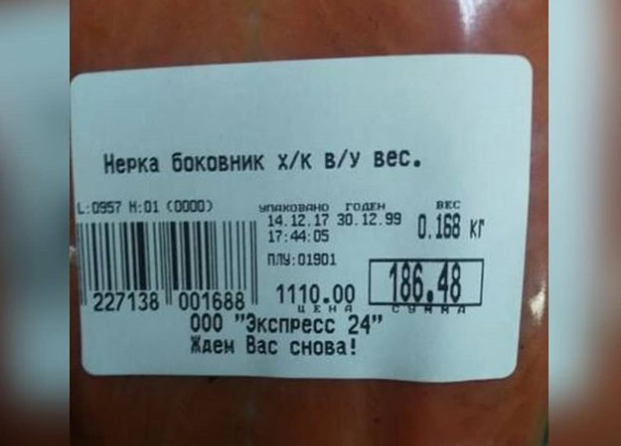 Нерка боковник х/к в/у вес.
L:0957 M:01 (0000)
УПАКОВАНО ГОДЕН ВЕС
14.12.17 30.12.99 0.168 кг
17:44:05
ПЛУ:01901
227138 001688 1110.00 186.48
ЦЕНА СУММА
ООО "Экспресс 24"
Ждем Вас снова!